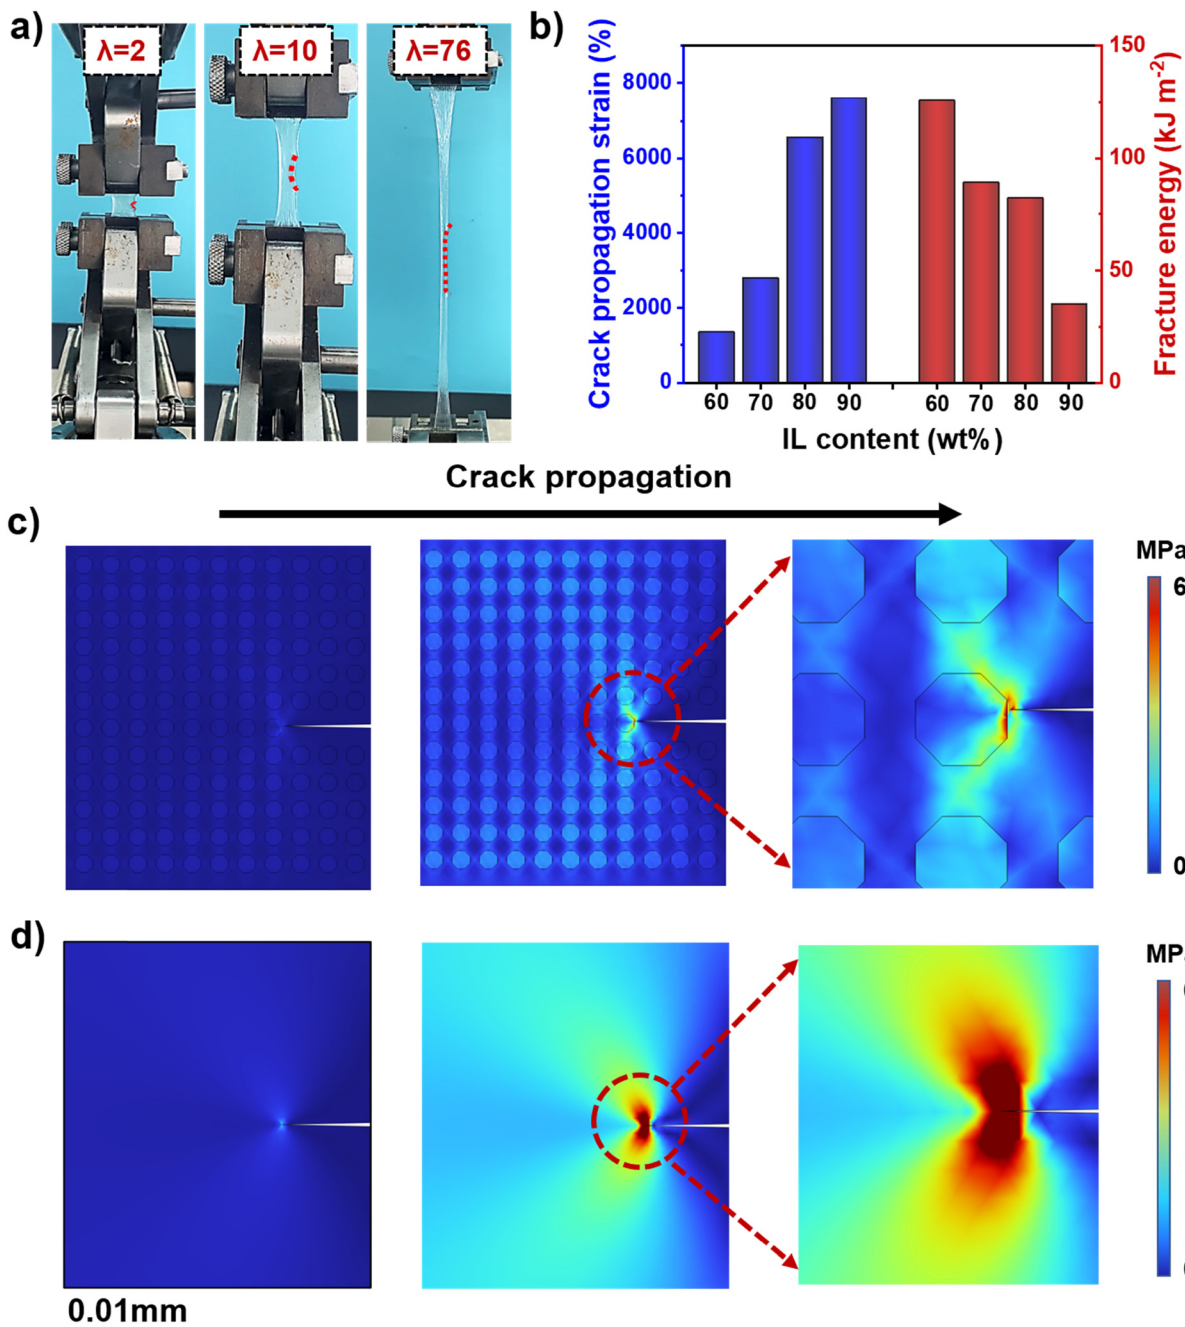 a)
λ=2
λ=10
λ=76
b)
Crack propagation strain (%)
8000
6000
4000
2000
0
150
100
50
0
Fracture energy (kJ m⁻²)
60 70 80 90 60 70 80 90
IL content (wt%)
Crack propagation
c)
MPa
6
0
d)
MPa
0.01mm